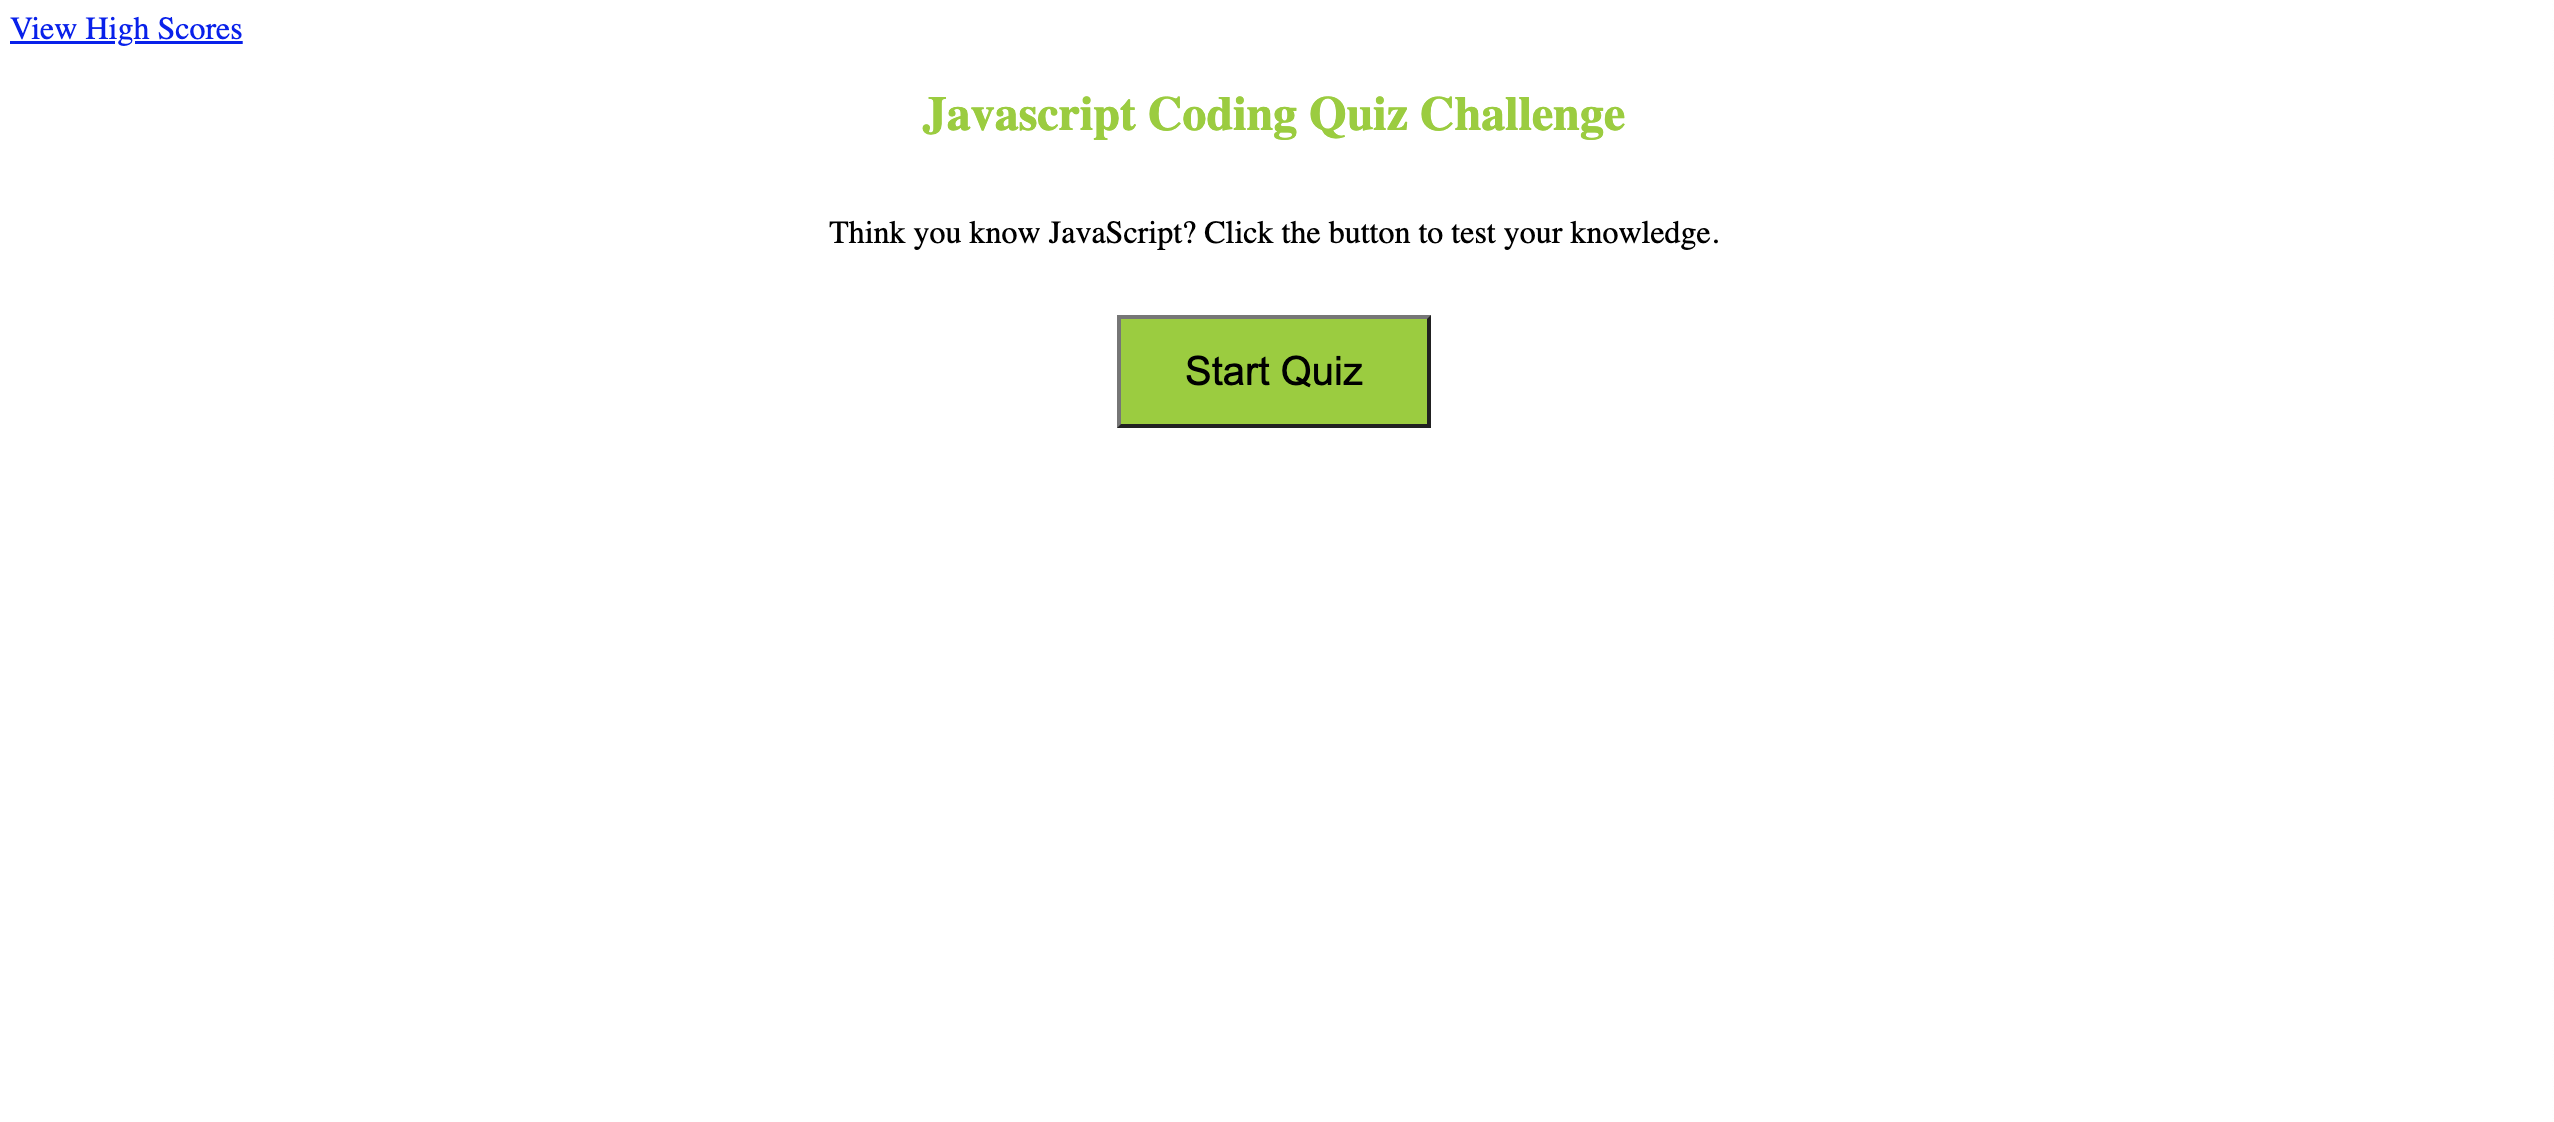 View High Scores
Javascript Coding Quiz Challenge
Think you know JavaScript? Click the button to test your knowledge.
Start Quiz